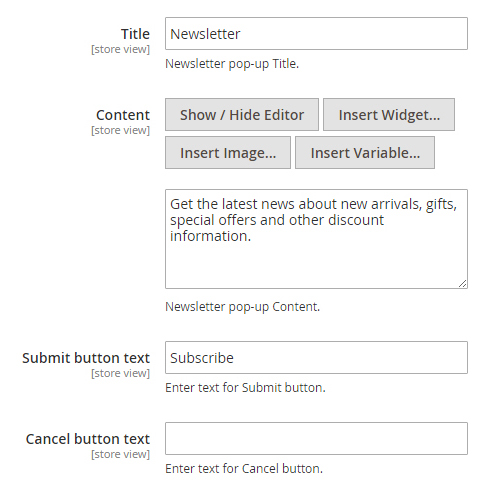 Title
[store view]
Newsletter
Newsletter pop-up Title.
Content
[store view]
Show / Hide Editor
Insert Widget...
Insert Image...
Insert Variable...
Get the latest news about new arrivals, gifts,
special offers and other discount
information.
Newsletter pop-up Content.
Submit button text
[store view]
Subscribe
Enter text for Submit button.
Cancel button text
[store view]
Enter text for Cancel button.